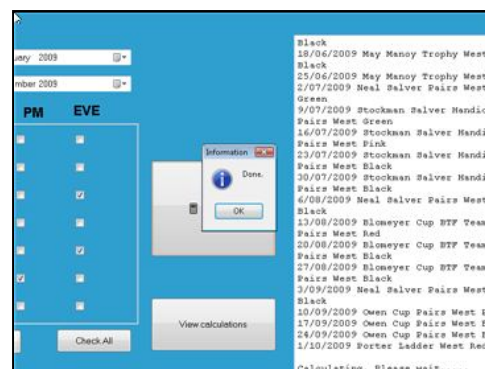 uary 2009
mber 2009
PM EVE
Information
Done.
OK
View calculations
Check All
Black
18/06/2009 May Manoy Trophy West
Black
25/06/2009 May Manoy Trophy West
2/07/2009 Neal Salver Pairs West
Green
9/07/2009 Stockman Salver Handic
Pairs West Green
16/07/2009 Stockman Salver Handi
Pairs West Pink
23/07/2009 Stockman Salver Handi
Pairs West Black
30/07/2009 Stockman Salver Handi
Pairs West Black
6/08/2009 Neal Salver Pairs West
Black
13/08/2009 Blomeyer Cup BTF Team
Pairs West Red
20/08/2009 Blomeyer Cup BTF Team
Pairs West Black
27/08/2009 Blomeyer Cup BTF Team
Pairs West Black
3/09/2009 Neal Salver Pairs West
Black
10/09/2009 Owen Cup Pairs West
17/09/2009 Owen Cup Pairs West
24/09/2009 Owen Cup Pairs West
1/10/2009 Porter Ladder West Red
Calculating. Please wait.....